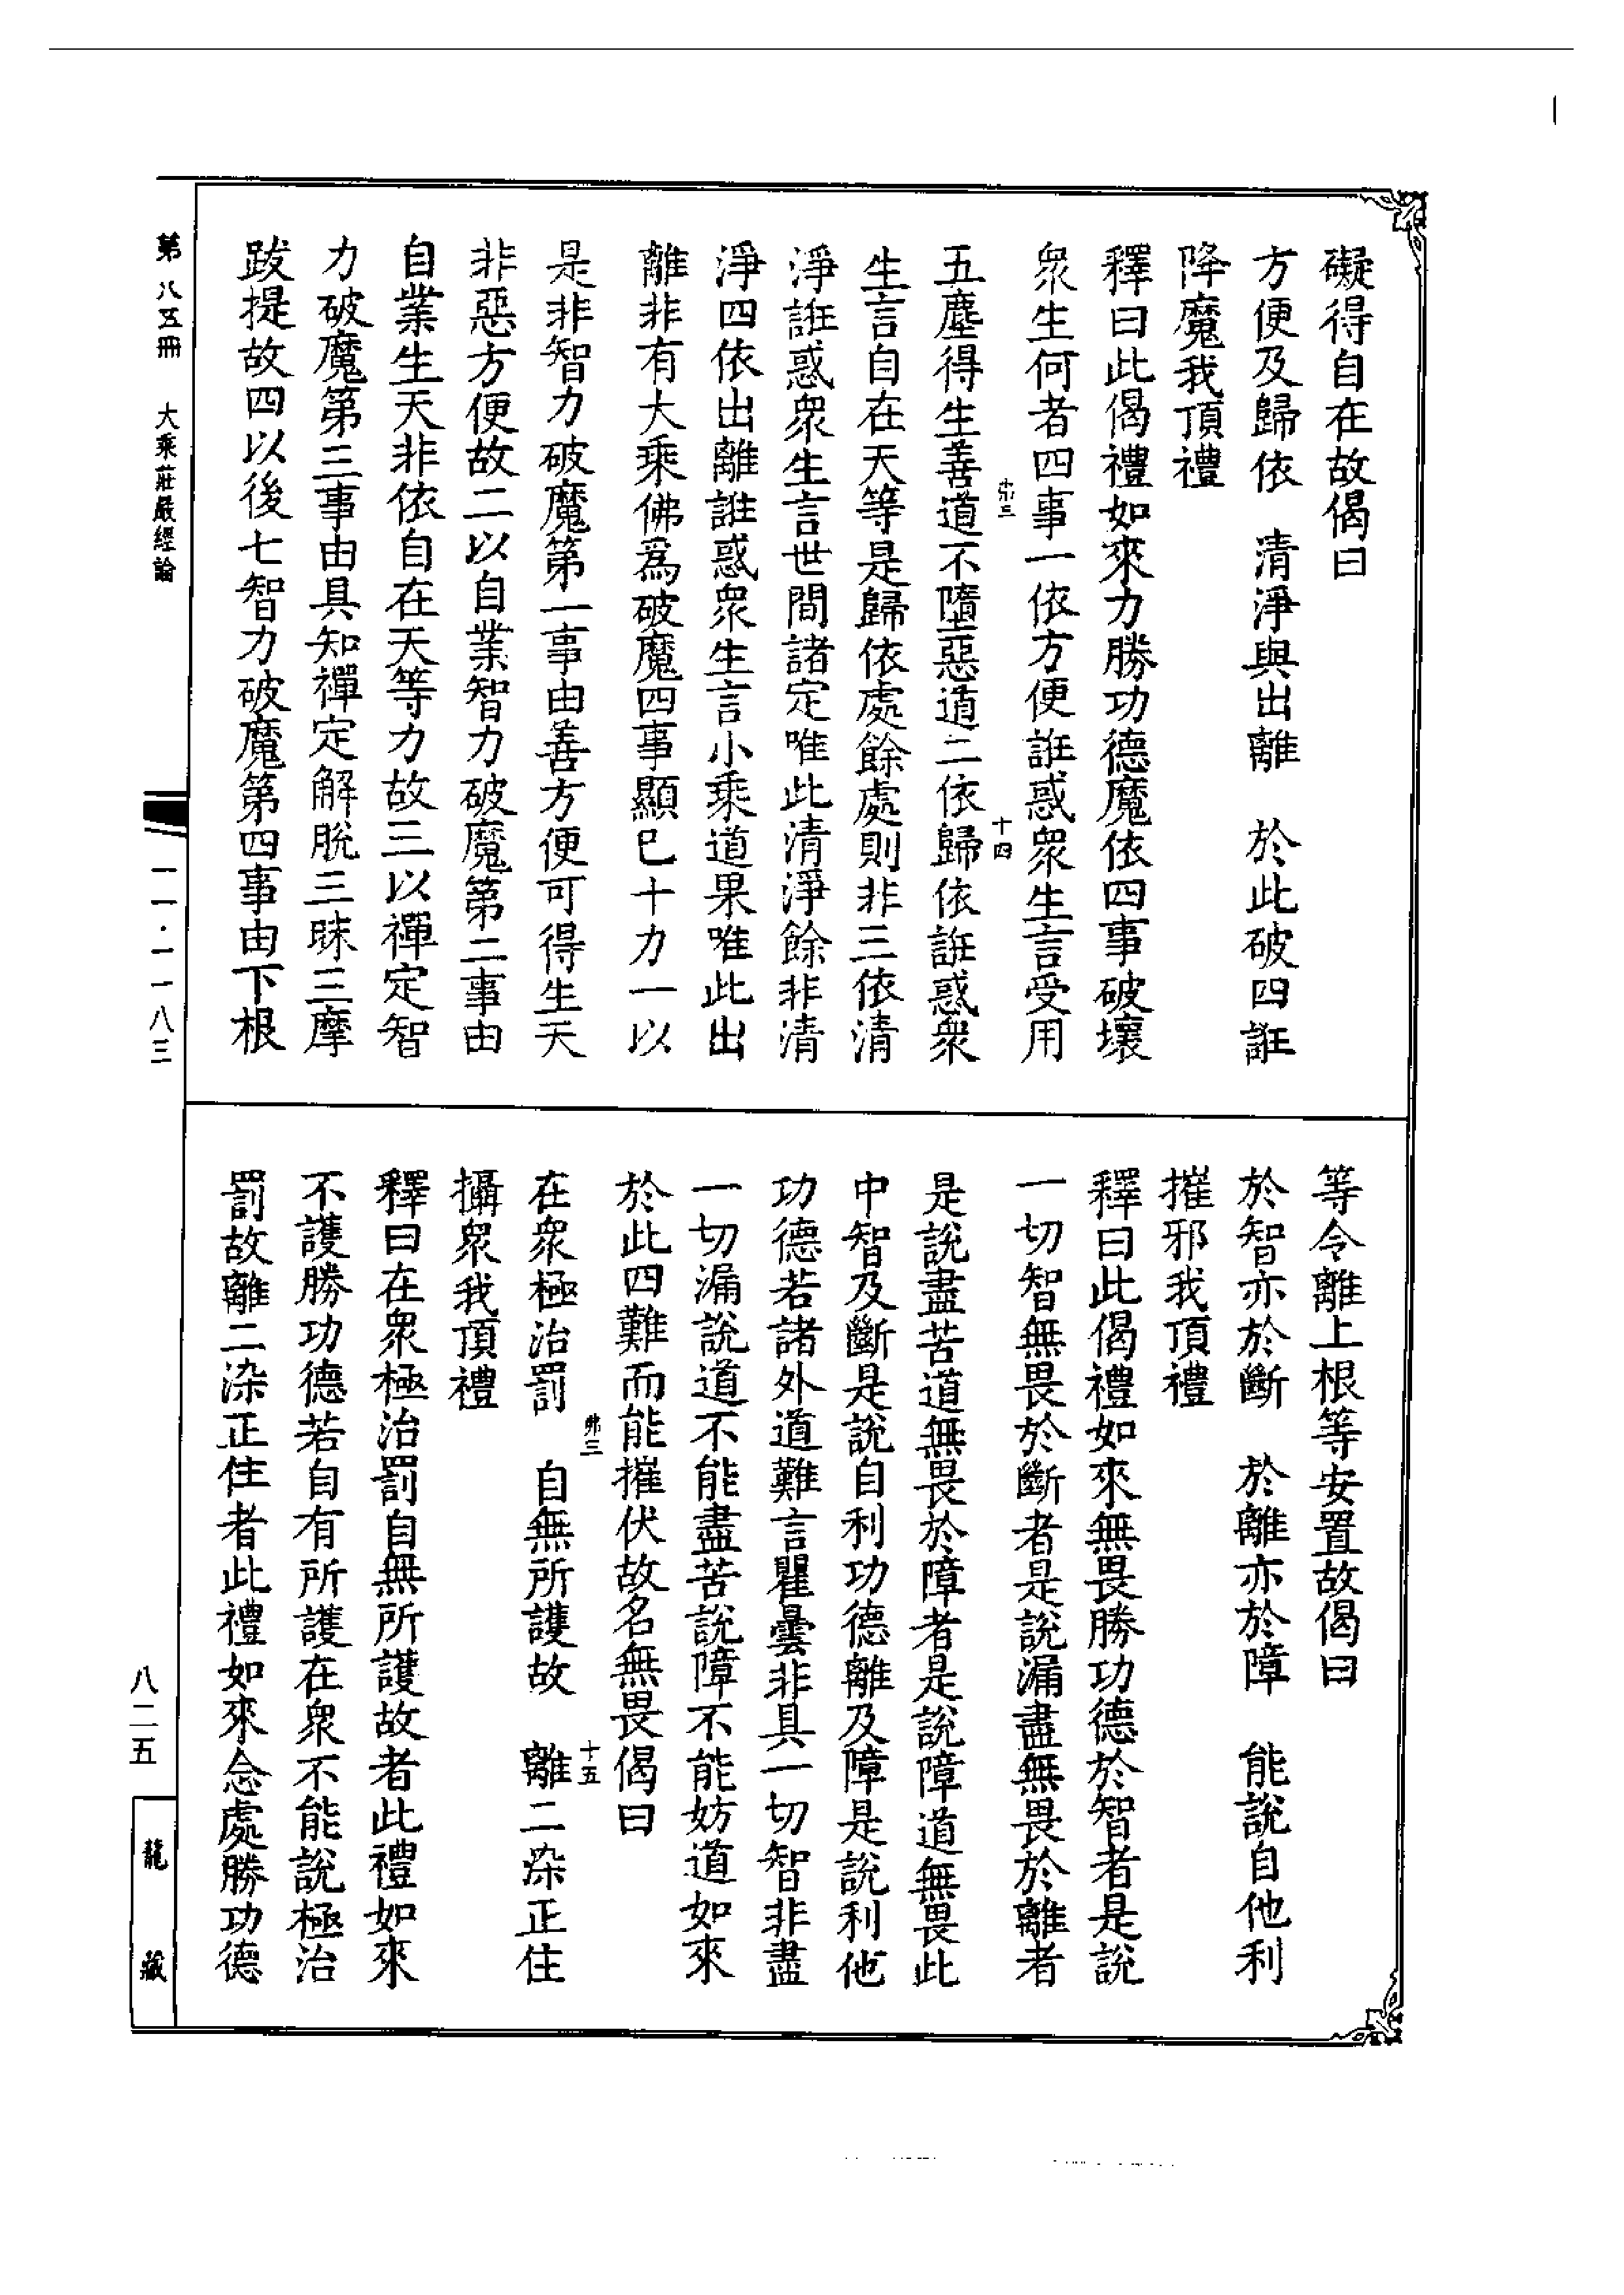 礙得自在故偈曰
方便及歸依　清淨與出離　於此破四誑
降魔我頂禮
釋曰此偈禮如來力勝功德魔依四事破壞
衆生何者四事一依方便誑惑衆生言受用
五塵得生善道不墮惡道二依歸依誑惑衆
生言自在天等是歸依處餘處則非三依清
淨誑惑衆生言世間諸定唯此清淨餘非清
淨四依出離誑惑衆生言小乘道果唯此出
離非有大乘佛爲破魔四事顯已十力一以
是非智力破魔第一事由善方便可得生天
非惡方便故二以自業智力破魔第二事由
自業生天非依自在天等力故三以禪定智
力破魔第三事由具知禪定解脫三昧三摩
跋提故四以後七智力破魔第四事由下根
等令離上根等安置故偈曰
於智亦於斷　於離亦於障　能說自他利
摧邪我頂禮
釋曰此偈禮如來無畏勝功德於智者是說
一切智無畏於斷者是說漏盡無畏於離者
是說盡苦道無畏於障者是說障道無畏此
中智及斷是說自利功德離及障是說利他
功德若諸外道難言瞿曇非具一切智非盡
一切漏說道不能盡苦說障不能妨道如來
於此四難而能摧伏故名無畏偈曰
在衆極治罰　自無所護故　離二染正住
攝衆我頂禮
釋曰在衆極治罰自無所護故者此禮如來
不護勝功德若自有所護在衆不能說極治
罰故離二染正住者此禮如來念處勝功德
弗三
十四
弗三
十五
第八五冊　大乘莊嚴經論
一一·一一八三
八二五
龍藏